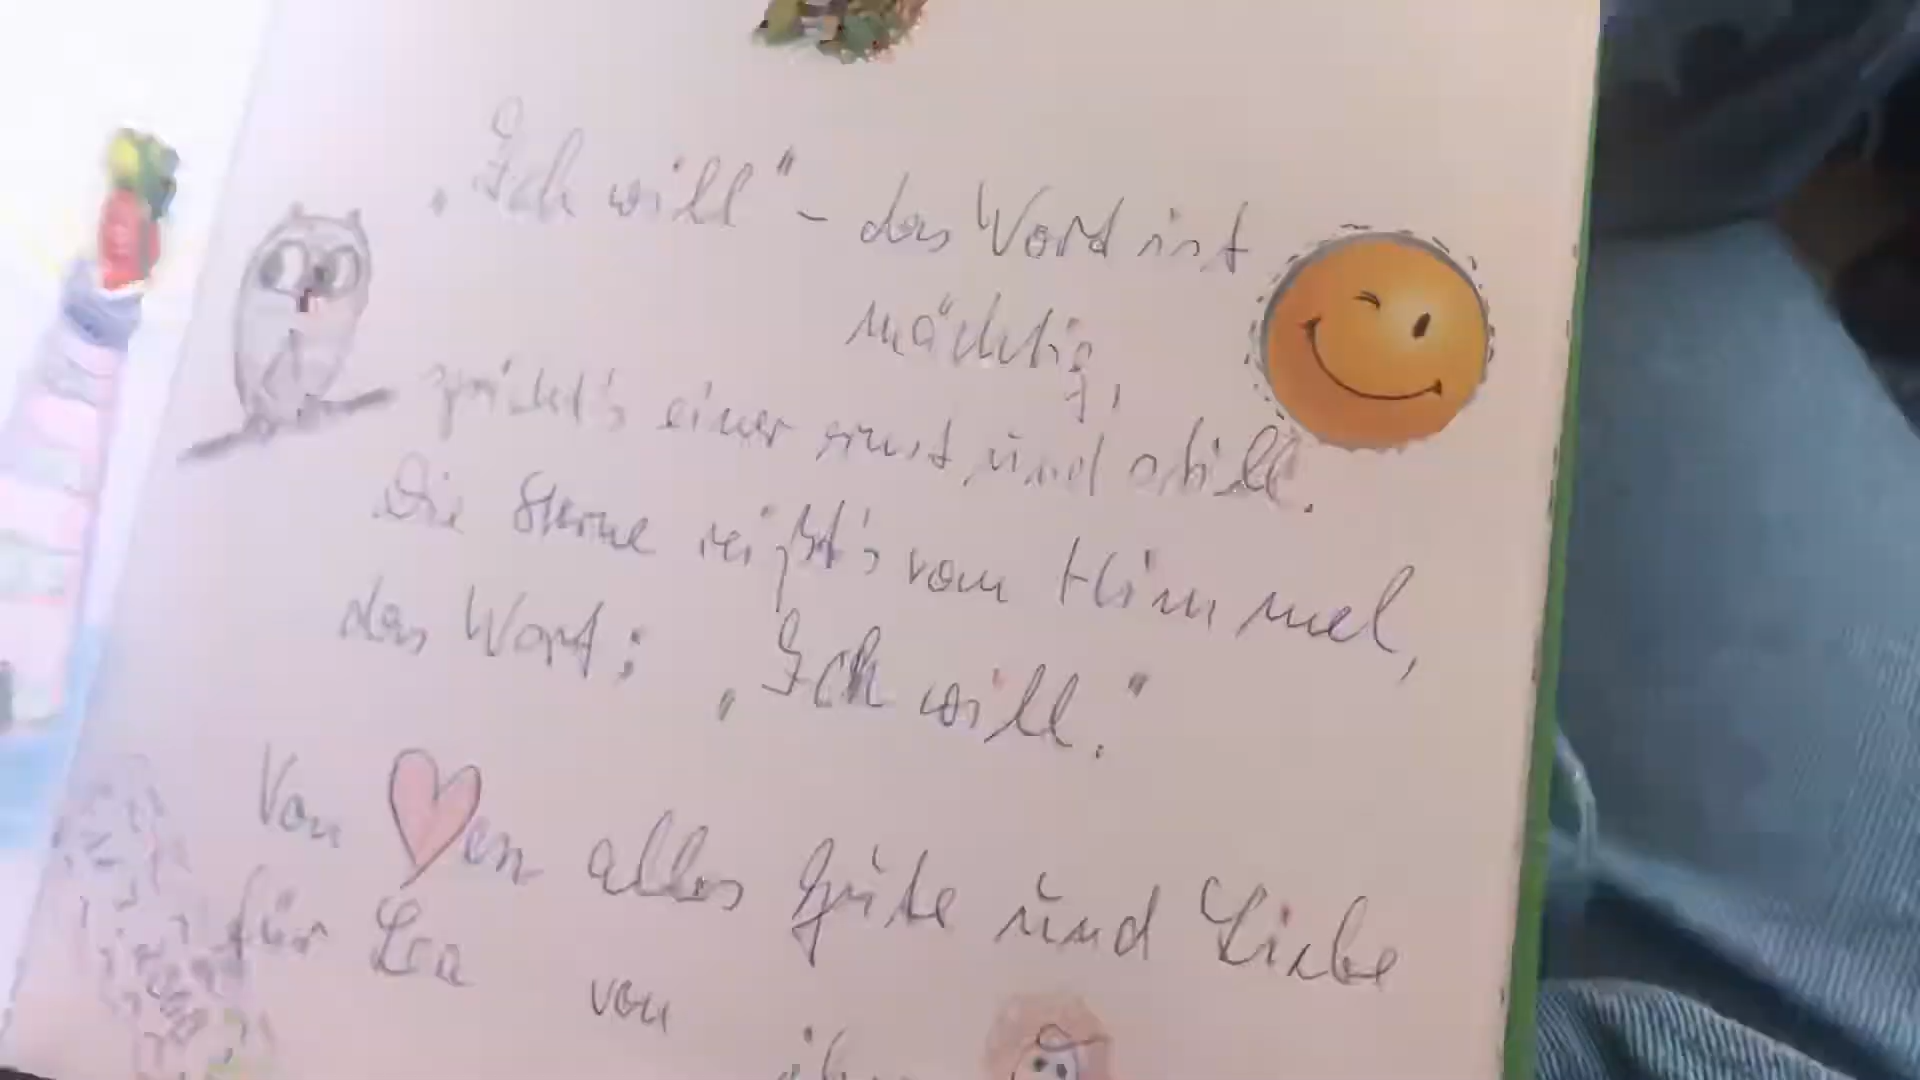 „Ich will“ – das Wort ist
mächtig,
spricht's einer ernst und still.
Die Sterne reißt's vom Himmel,
das Wort: „Ich will.“
Von ❤en alles Gute und Liebe
für Lea von